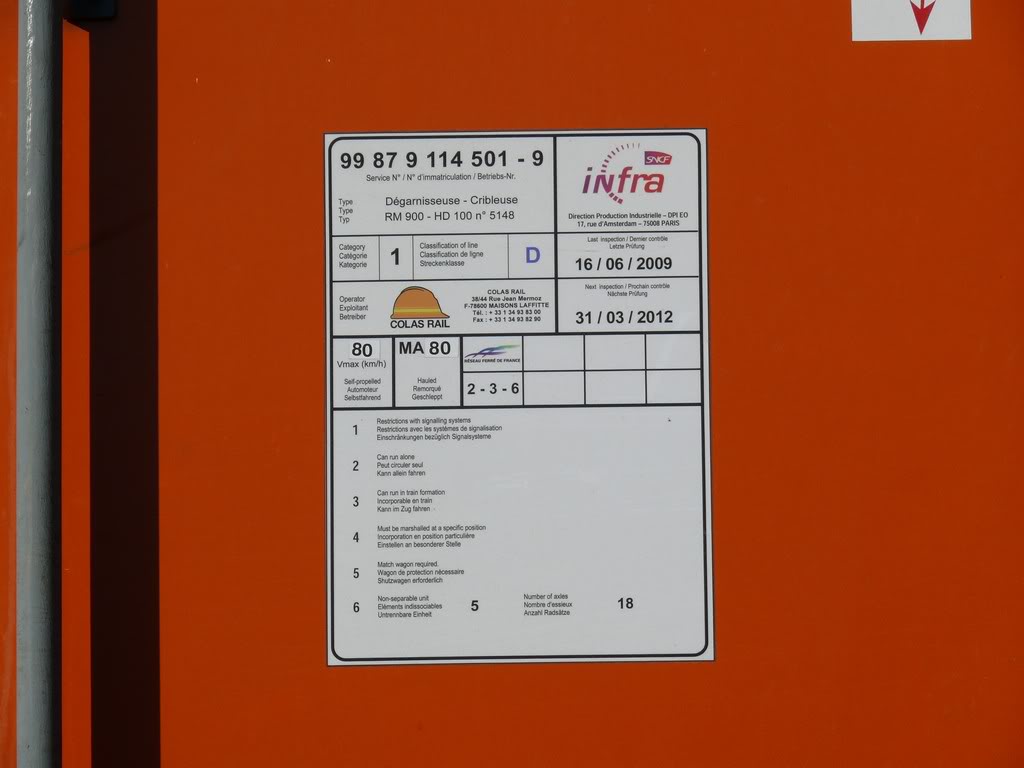 99 87 9 114 501 - 9
Service N° / N° d'immatriculation / Betriebs-Nr.
Type
Type
Typ
Dégarnisseuse - Cribleuse
RM 900 - HD 100 n° 5148
SNCF
infra
Direction Production Industrielle – DPI EO
17, rue d'Amsterdam – 75008 PARIS
Category
Catégorie
Kategorie
1
Classification of line
Classification de ligne
Streckenklasse
D
Last inspection / Dernier contrôle
Letzte Prüfung
16 / 06 / 2009
Operator
Exploitant
Betreiber
COLAS RAIL
COLAS RAIL
38/44 Rue Jean Mermoz
F-78600 MAISONS LAFFITTE
Tél. : + 33 1 34 93 83 00
Fax : + 33 1 34 93 82 90
Next inspection / Prochain contrôle
Nächste Prüfung
31 / 03 / 2012
80
Vmax (km/h)
Self-propelled
Automoteur
Selbstfahrend
MA 80
Hauled
Remorqué
Geschleppt
RÉSEAU FERRÉ DE FRANCE
2 - 3 - 6
1
Restrictions with signalling systems
Restrictions avec les systèmes de signalisation
Einschränkungen bezüglich Signalsysteme
2
Can run alone
Peut circuler seul
Kann allein fahren
3
Can run in train formation
Incorporable en train
Kann im Zug fahren
4
Must be marshalled at a specific position
Incorporation en position particulière
Einstellen an besonderer Stelle
5
Match wagon required.
Wagon de protection nécessaire
Shutzwagen erforderlich
6
Non-separable unit
Eléments indissociables
Untrennbare Einheit
5
Number of axles
Nombre d'essieux
Anzahl Radsätze
18